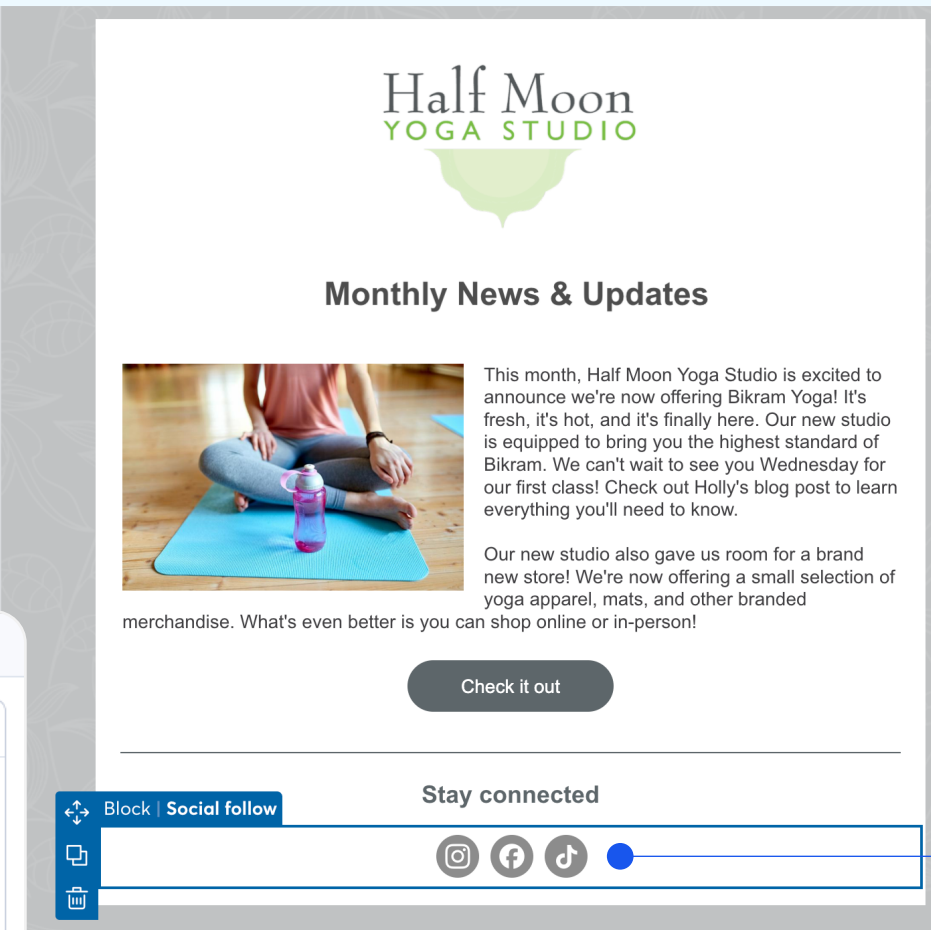 Half Moon
YOGA STUDIO
Monthly News & Updates
This month, Half Moon Yoga Studio is excited to
announce we're now offering Bikram Yoga! It's
fresh, it's hot, and it's finally here. Our new studio
is equipped to bring you the highest standard of
Bikram. We can't wait to see you Wednesday for
our first class! Check out Holly's blog post to learn
everything you'll need to know.
Our new studio also gave us room for a brand
new store! We're now offering a small selection of
yoga apparel, mats, and other branded
merchandise. What's even better is you can shop online or in-person!
Check it out
Stay connected
Block | Social follow